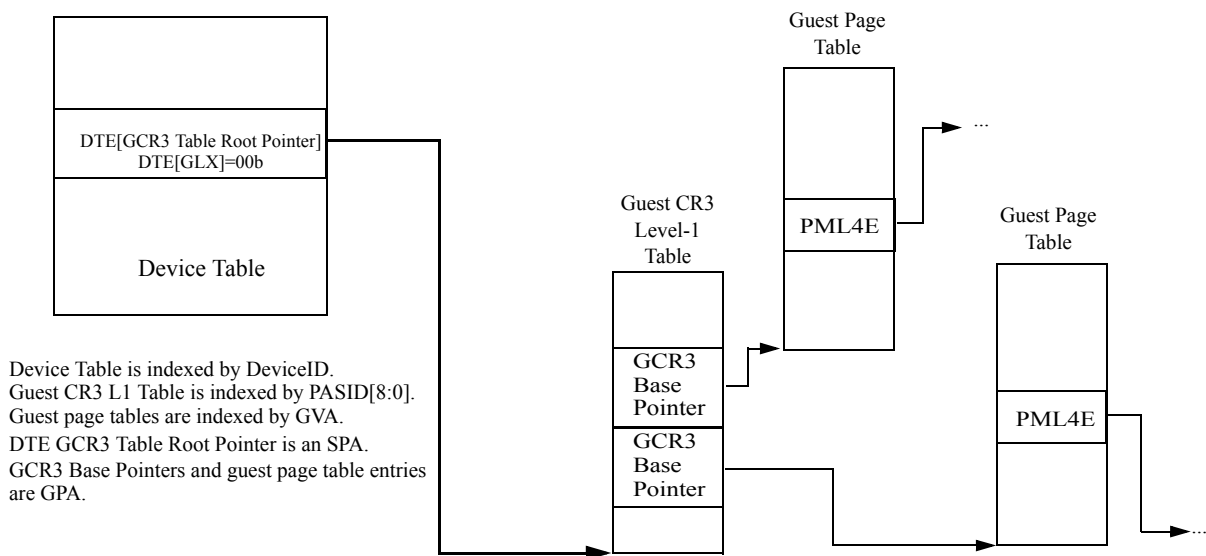 Guest Page
Table
DTE[GCR3 Table Root Pointer]
DTE[GLX]=00b
...
Guest CR3
Level-1
Table
PML4E
Guest Page
Table
Device Table
Device Table is indexed by DeviceID.
Guest CR3 L1 Table is indexed by PASID[8:0].
Guest page tables are indexed by GVA.
DTE GCR3 Table Root Pointer is an SPA.
GCR3 Base Pointers and guest page table entries
are GPA.
GCR3
Base
Pointer
GCR3
Base
Pointer
PML4E
...